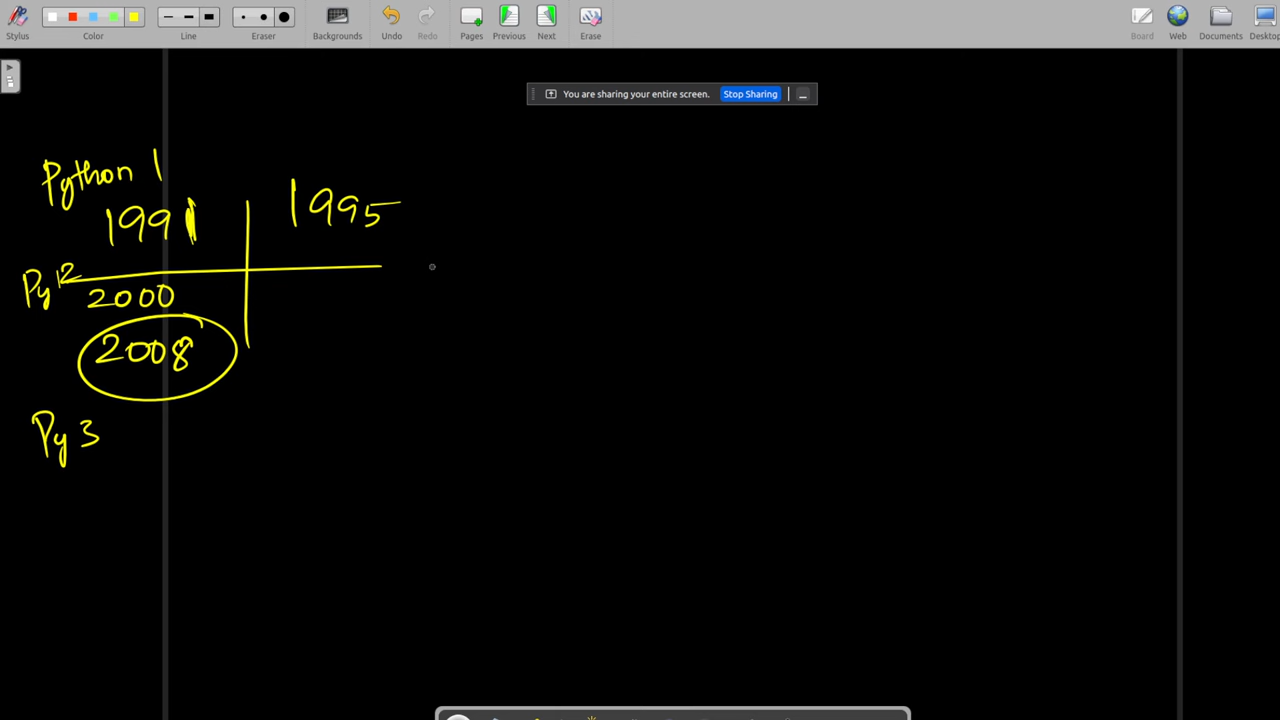 Stylus Color Line Eraser Backgrounds Undo Redo Pages Previous Next Erase Board Web Documents Desktop
You are sharing your entire screen. Stop Sharing
Python 1
1991 1995
Py 2
2000
2008
Py 3